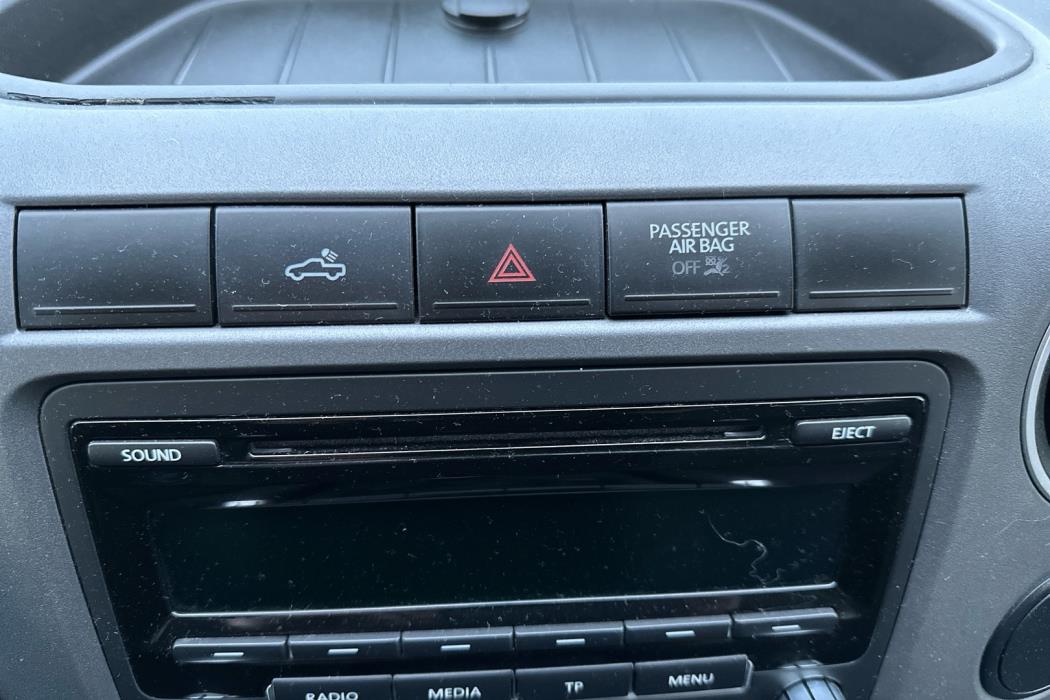 PASSENGER
AIR BAG
OFF
SOUND
EJECT
RADIO
MEDIA
TP
MENU